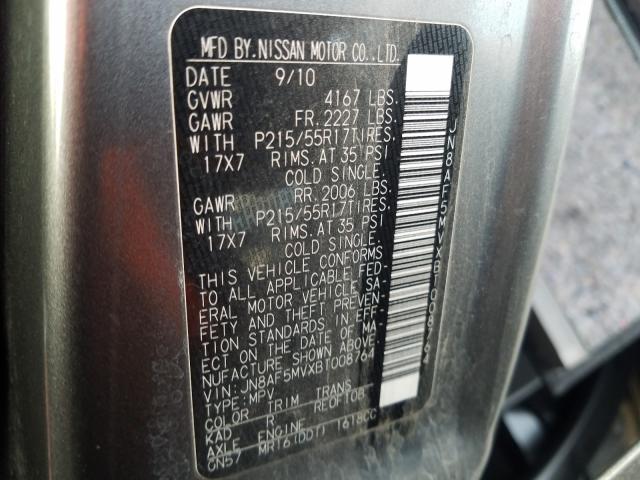 MFD BY.NISSAN MOTOR CO.,LTD.
DATE 9/10
GVWR 4167 LBS.
GAWR FR. 2227 LBS.
WITH P215/55R17TIRES.
17X7 RIMS. AT 35 PSI
COLD SINGLE.
GAWR RR. 2006 LBS.
WITH P215/55R17TIRES.
17X7 RIMS. AT 35 PSI
COLD SINGLE.
THIS VEHICLE CONFORMS
TO ALL APPLICABLE FED-
ERAL MOTOR VEHICLE SA-
FETY AND THEFT PREVEN-
TION STANDARDS IN EFF-
ECT ON THE DATE OF MA-
NUFACTURE SHOWN ABOVE.
VIN: JN8AF5MVXBT008764
TYPE: MPV
COLOR TRIM TRANS
KAD R
AXLE ENGINE
GN57 MR16(DDT) 1618CC
JN8AF5MVXBT008764